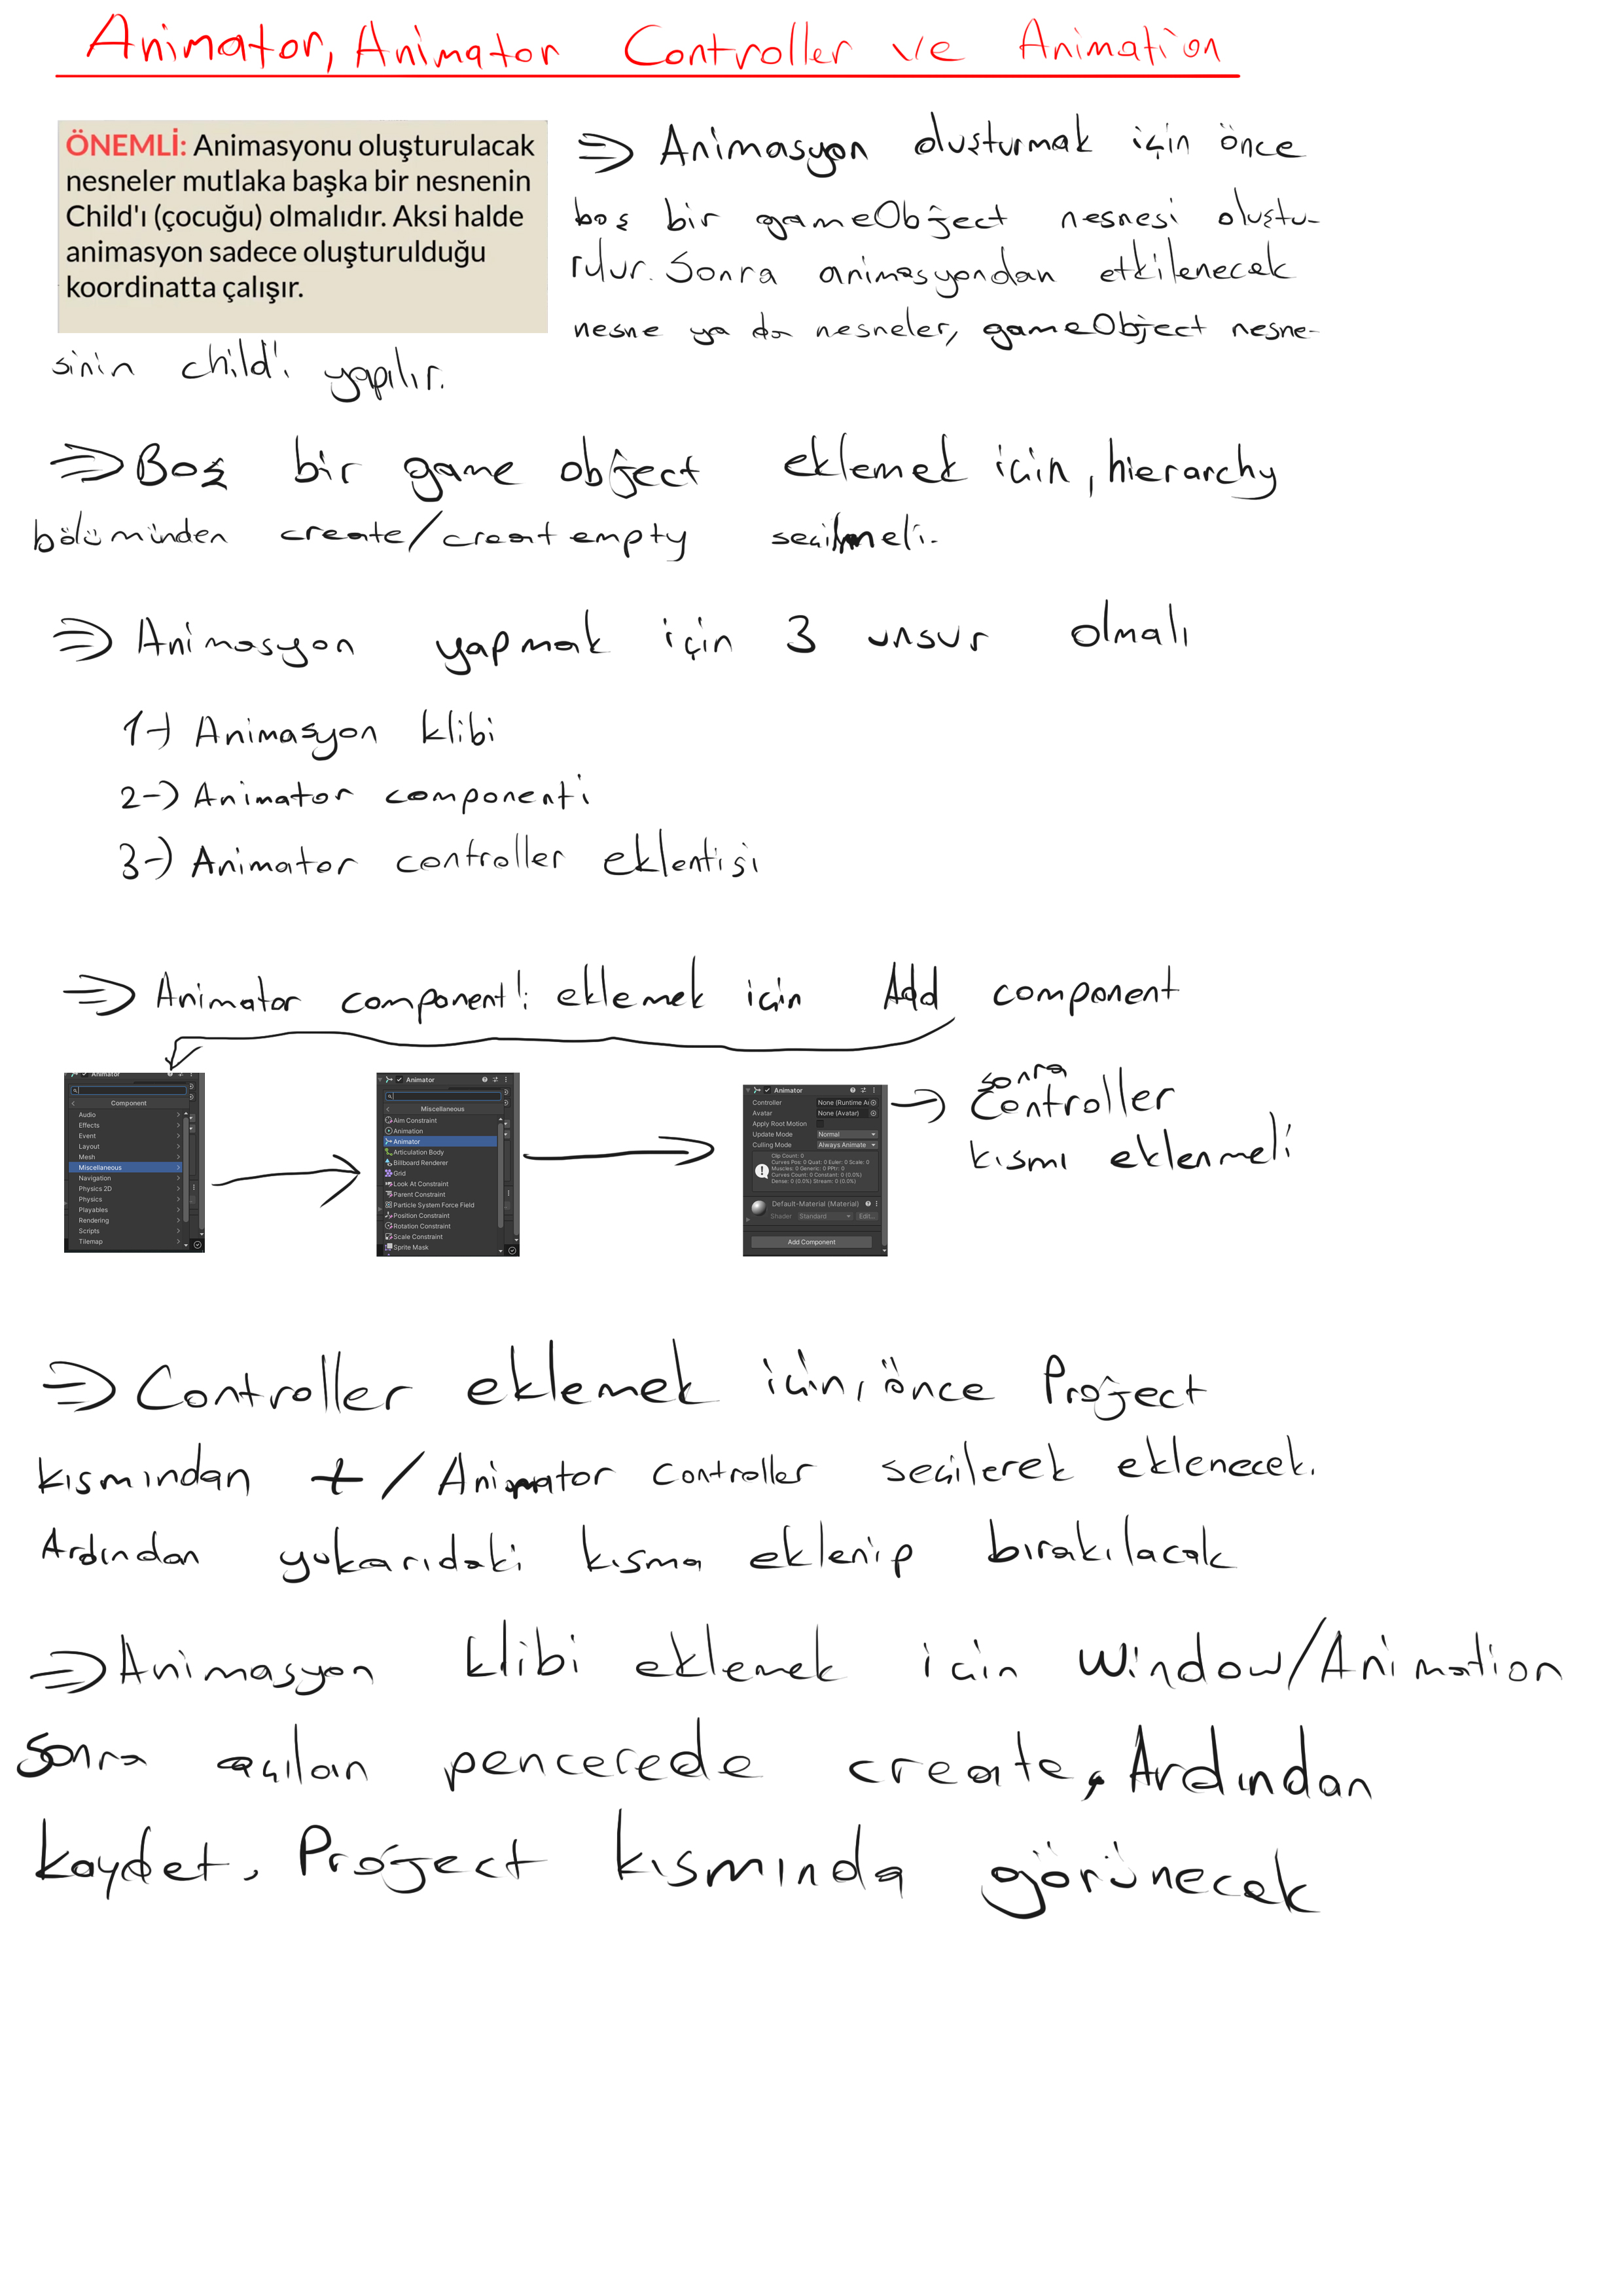 Animator, Animator Controller ve Animation
ÖNEMLİ: Animasyonu oluşturulacak
nesneler mutlaka başka bir nesnenin
Child'ı (çocuğu) olmalıdır. Aksi halde
animasyon sadece oluşturulduğu
koordinatta çalışır.
⇒ Animasyon oluşturmak için önce
boş bir gameObject nesnesi oluştu-
rulur. Sonra animasyondan etkilenecek
nesne ya da nesneler, gameObject nesne-
sinin child'ı yapılır.
⇒ Boş bir game object eklemek için, hierarchy
bölümünden create/creat empty seçilmeli.
⇒ Animasyon yapmak için 3 unsur olmalı
1-) Animasyon klibi
2-) Animator componenti
3-) Animator controller eklentisi
⇒ Animator component'i eklemek için Add component
Animator
Component
Audio
Effects
Event
Layout
Mesh
Miscellaneous
Navigation
Physics 2D
Physics
Playables
Rendering
Scripts
Tilemap
Animator
Miscellaneous
Aim Constraint
Animation
Animator
Articulation Body
Billboard Renderer
Grid
Look At Constraint
Parent Constraint
Particle System Force Field
Position Constraint
Rotation Constraint
Scale Constraint
Sprite Mask
Animator
Controller None (Runtime Ai
Avatar None (Avatar)
Apply Root Motion
Update Mode Normal
Culling Mode Always Animate
Clip Count: 0
Curves Pos: 0 Quat: 0 Euler: 0 Scale: 0
Muscles: 0 Generic: 0 PPtr: 0
Curves Count: 0 Constant: 0 (0.0%)
Dense: 0 (0.0%) Stream: 0 (0.0%)
Default-Material (Material)
Shader Standard Edit...
Add Component
→ sonra
Controller
kısmı eklenmeli
⇒ Controller eklemek için, önce Project
kısmından + / Animator controller seçilerek eklenecek.
Ardından yukarıdaki kısma eklenip bırakılacak
⇒ Animasyon klibi eklemek için Window/Animation
sonra açılan pencerede create, Ardından
kaydet. Project kısmında görünecek